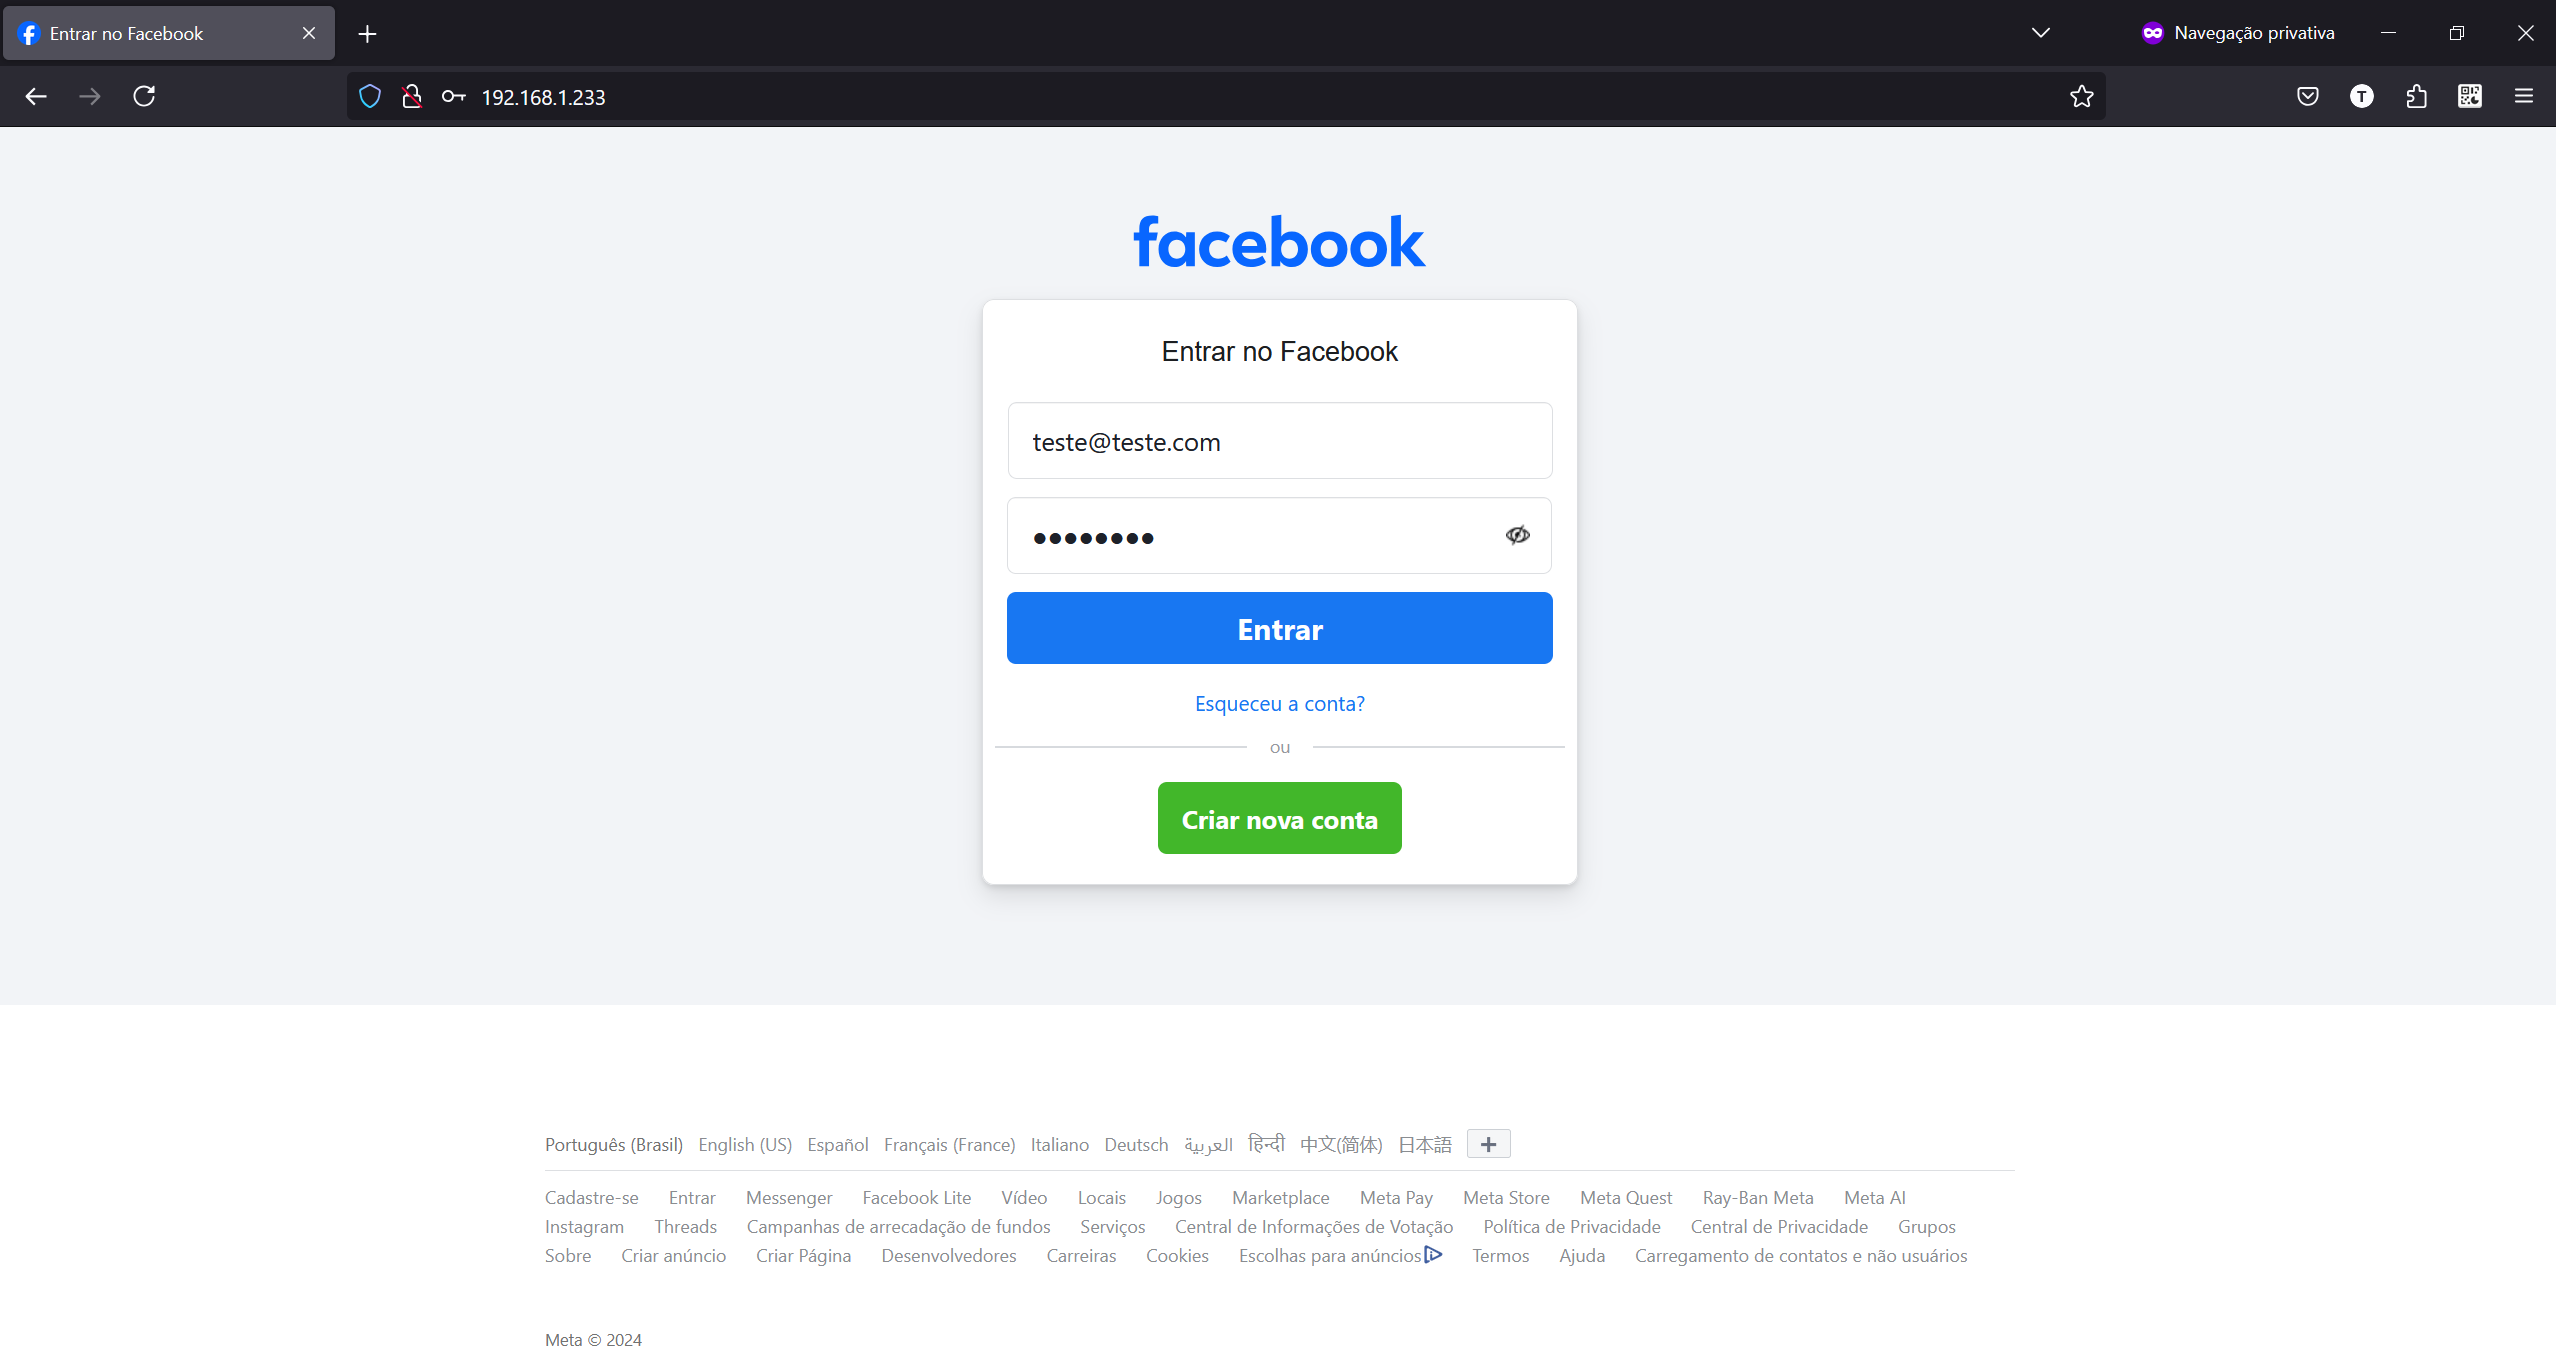 Entrar no Facebook
Navegação privativa
192.168.1.233
T
facebook
Entrar no Facebook
teste@teste.com
Entrar
Esqueceu a conta?
ou
Criar nova conta
Português (Brasil) English (US) Español Français (France) Italiano Deutsch العربية हिन्दी 中文(简体) 日本語
Cadastre-se Entrar Messenger Facebook Lite Vídeo Locais Jogos Marketplace Meta Pay Meta Store Meta Quest Ray-Ban Meta Meta AI
Instagram Threads Campanhas de arrecadação de fundos Serviços Central de Informações de Votação Política de Privacidade Central de Privacidade Grupos
Sobre Criar anúncio Criar Página Desenvolvedores Carreiras Cookies Escolhas para anúncios Termos Ajuda Carregamento de contatos e não usuários
Meta © 2024